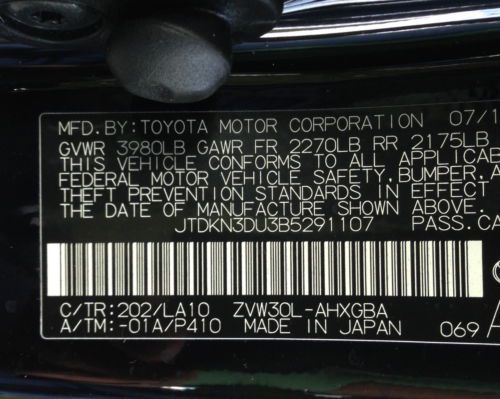 MFD. BY: TOYOTA MOTOR CORPORATION 07/1
GVWR 3980LB GAWR FR 2270LB RR 2175LB
THIS VEHICLE CONFORMS TO ALL APPLICAB
FEDERAL MOTOR VEHICLE SAFETY, BUMPER, A
THEFT PREVENTION STANDARDS IN EFFECT
THE DATE OF MANUFACTURE SHOWN ABOVE.
JTDKN3DU3B5291107 PASS. CA
C/TR: 202/LA10 ZVW30L-AHXGBA
A/TM: -01A/P410 MADE IN JAPAN 069